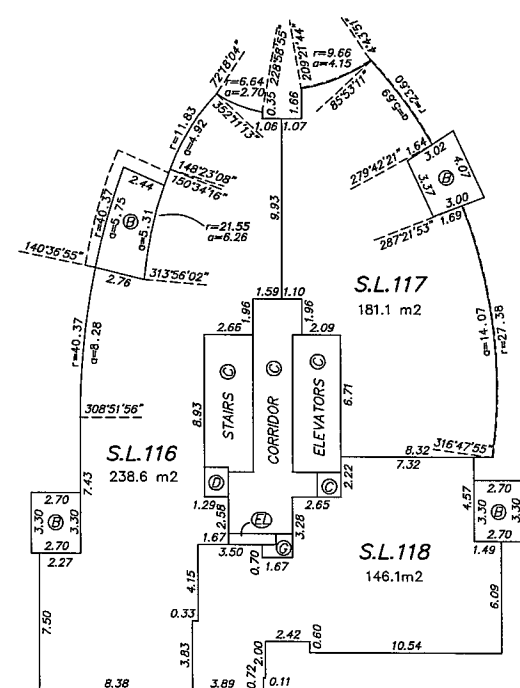 72°18'04"
r=6.64
a=2.70
35°21'13"
0.35
228°58'55"
209°21'44"
1.66
1.06 1.07
r=9.66
a=4.15
85°53'11"
4°43'51"
r=23.60
a=5.69
r=11.83
a=4.92
148°23'08"
150°34'16"
2.44
r=40.37
a=5.75
B
a=5.31
r=21.55
a=6.26
140°36'55"
2.76
313°56'02"
9.93
279°42'21"
1.64
3.02
4.07
3.37
B
3.00
1.69
287°21'53"
S.L.117
181.1 m2
r=40.37
a=8.28
1.59 1.10
1.96
1.96
2.66
2.09
a=14.07
r=27.38
8.93
STAIRS C
CORRIDOR C
ELEVATORS C
6.71
308°51'56"
S.L.116
238.6 m2
7.43
8.32
316°47'55"
7.32
D
C
2.22
1.29
2.65
2.58
EL
3.28
1.67
3.50
G
0.70
1.67
2.70
3.30 B 3.30
2.70
2.27
4.57
2.70
3.30 B 3.30
2.70
1.49
S.L.118
146.1m2
7.50
4.15
0.33
3.83
6.09
2.42
0.60
10.54
2.00
0.72
8.38
3.89
0.11